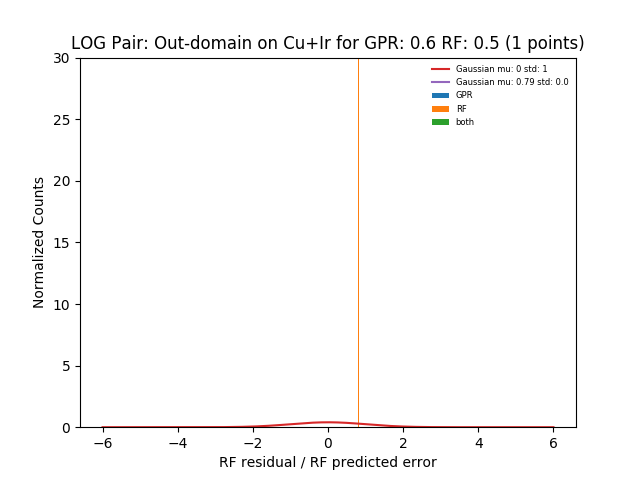 LOG Pair: Out-domain on Cu+Ir for GPR: 0.6 RF: 0.5 (1 points)
Gaussian mu: 0 std: 1
Gaussian mu: 0.79 std: 0.0
GPR
RF
both
30
25
20
15
10
5
0
Normalized Counts
−6 −4 −2 0 2 4 6
RF residual / RF predicted error